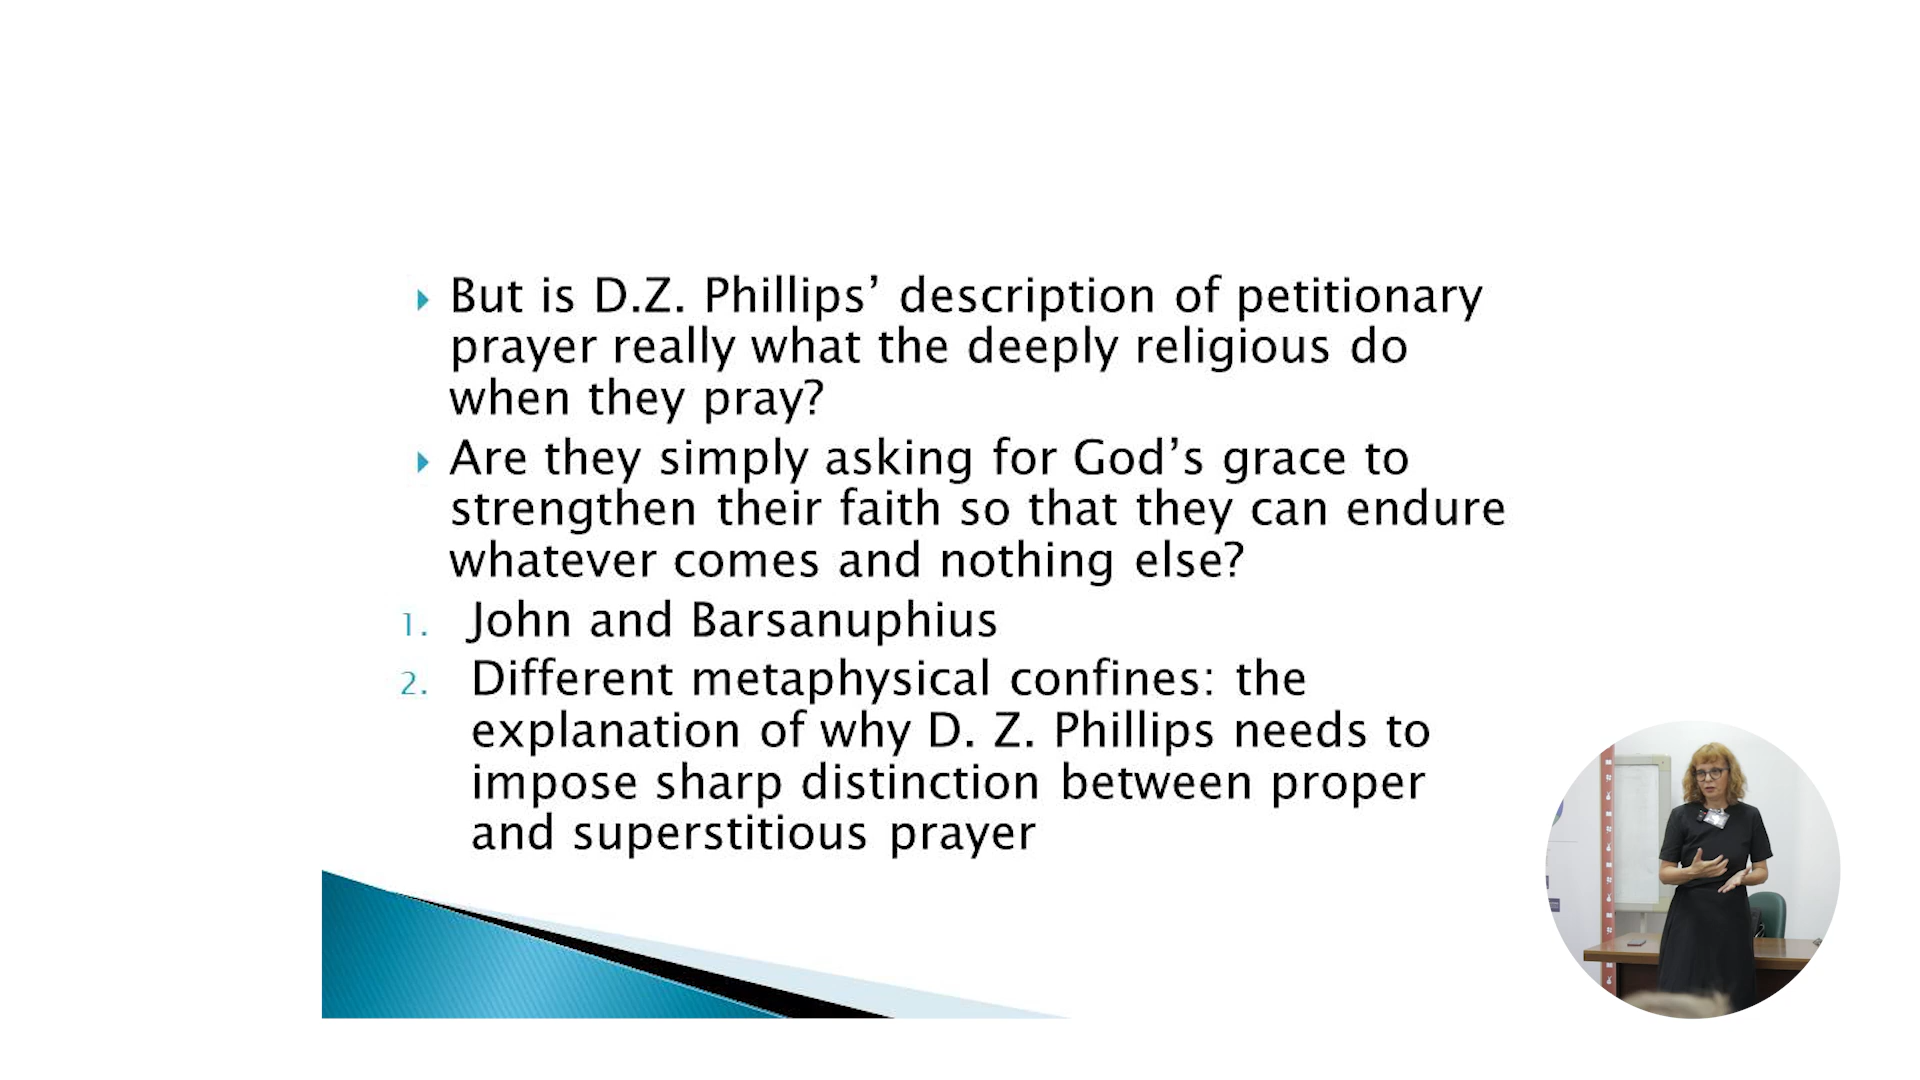 But is D.Z. Phillips’ description of petitionary
prayer really what the deeply religious do
when they pray?
Are they simply asking for God’s grace to
strengthen their faith so that they can endure
whatever comes and nothing else?
1. John and Barsanuphius
2. Different metaphysical confines: the
explanation of why D. Z. Phillips needs to
impose sharp distinction between proper
and superstitious prayer